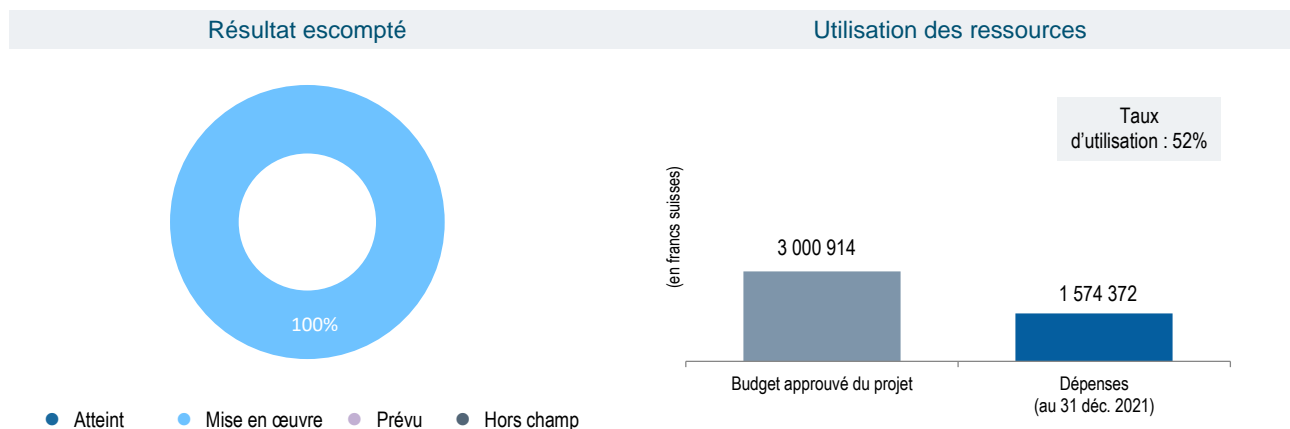 Résultat escompté
Utilisation des ressources
Taux
d'utilisation : 52%
(en francs suisses)
3 000 914
1 574 372
100%
Budget approuvé du projet
Dépenses
(au 31 déc. 2021)
Atteint
Mise en œuvre
Prévu
Hors champ